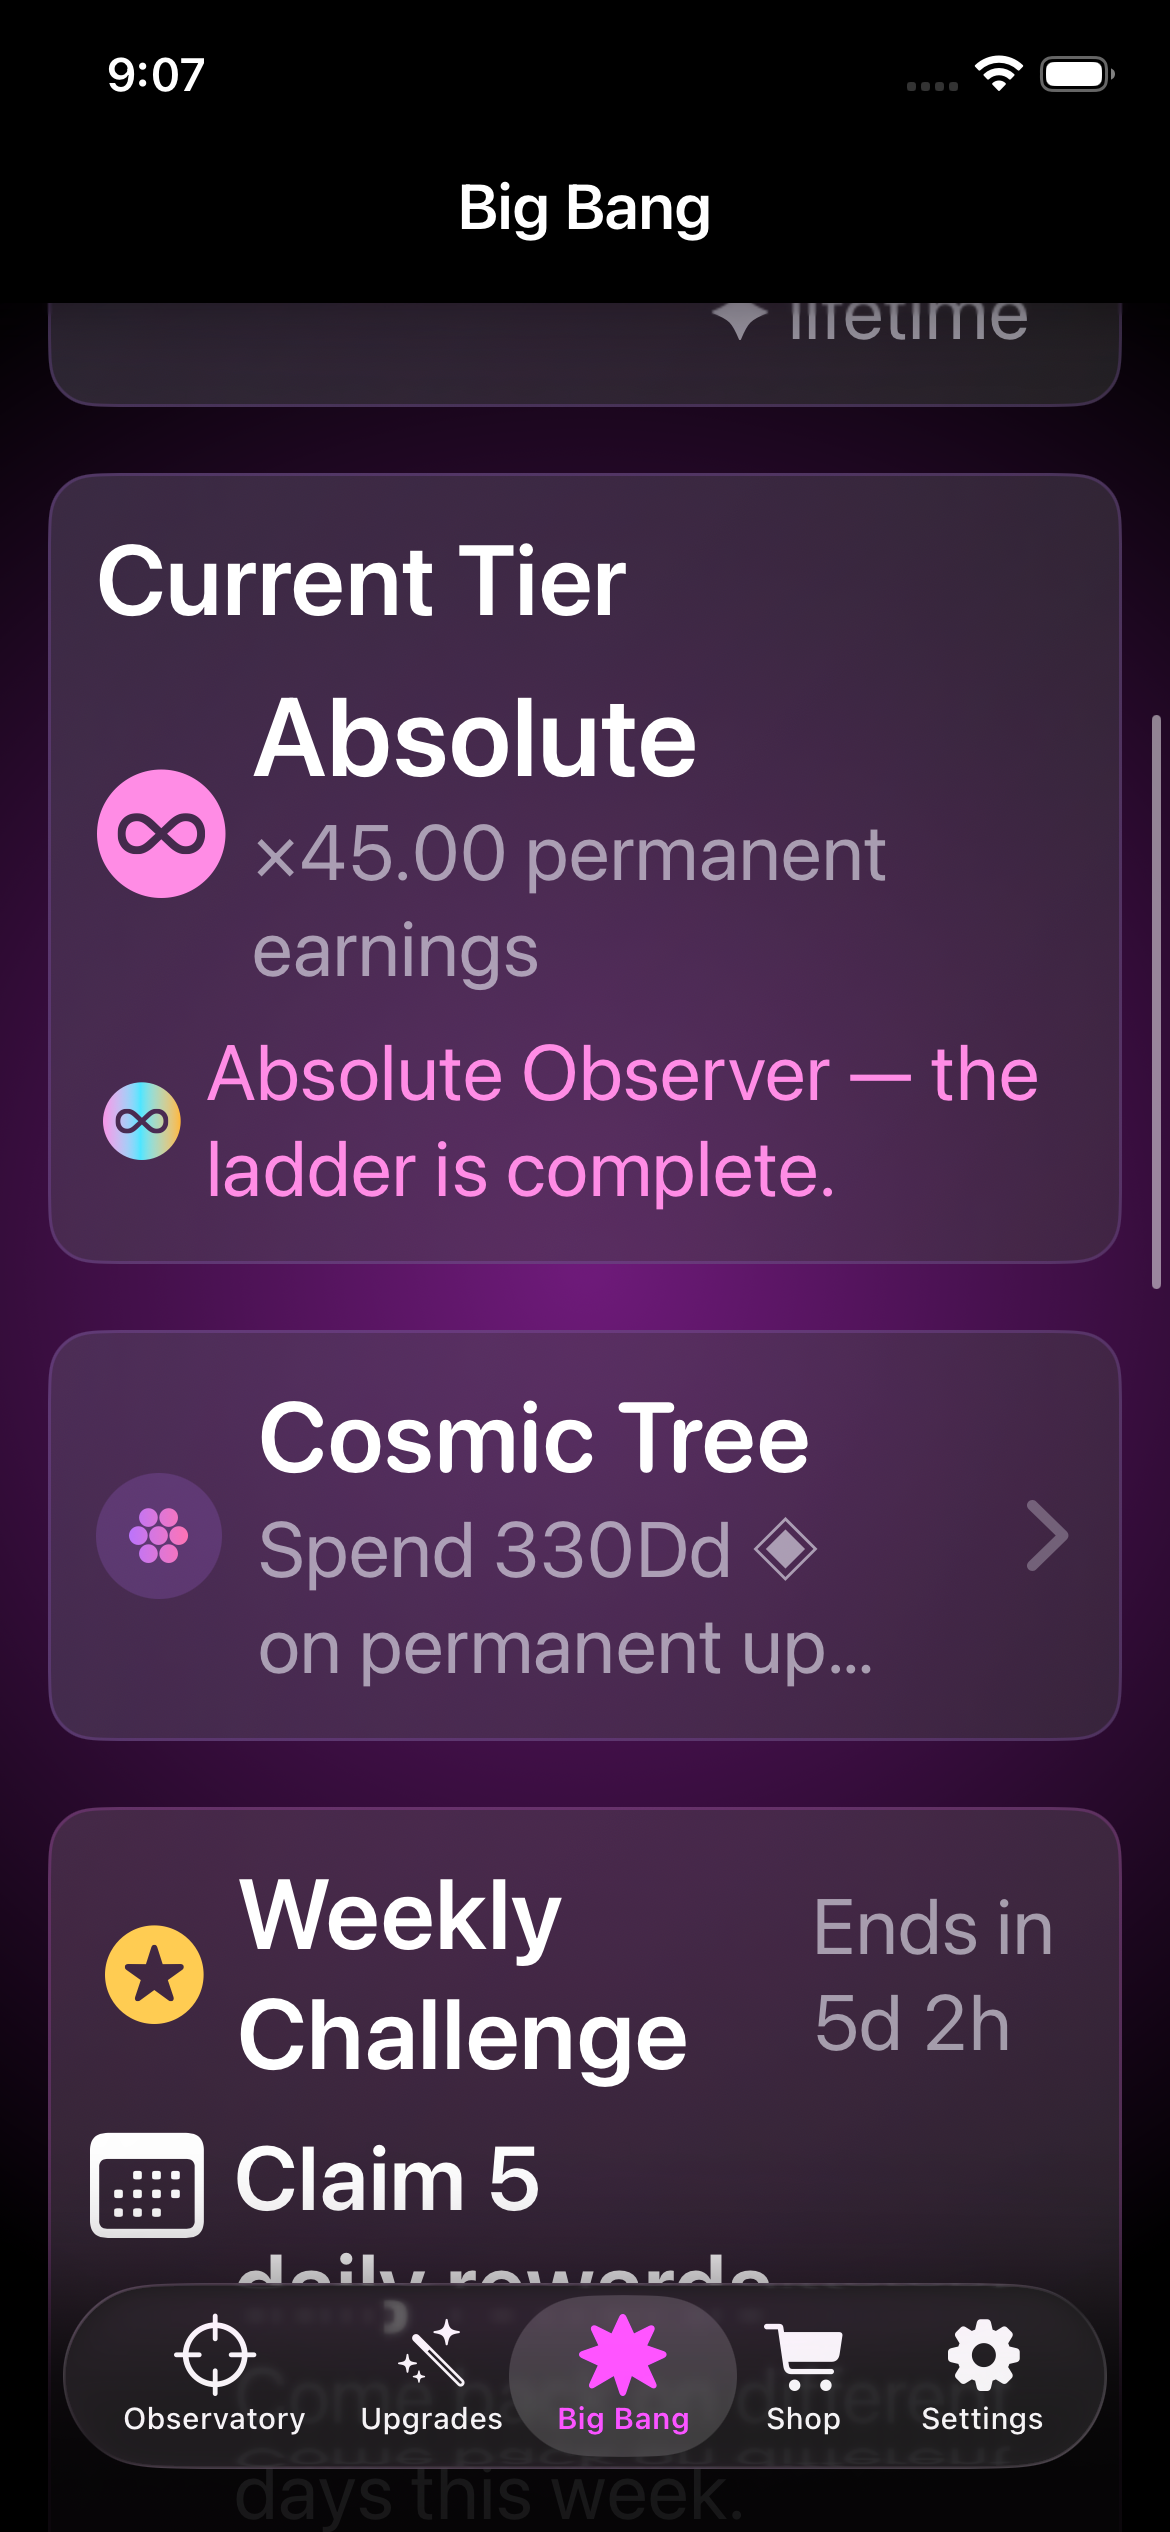 9:07
Big Bang
lifetime
Current Tier
Absolute
×45.00 permanent
earnings
Absolute Observer — the
ladder is complete.
Cosmic Tree
Spend 330Dd
on permanent up…
Weekly
Challenge
Ends in
5d 2h
Claim 5
daily rewards
Come different
days this week.
Observatory
Upgrades
Big Bang
Shop
Settings